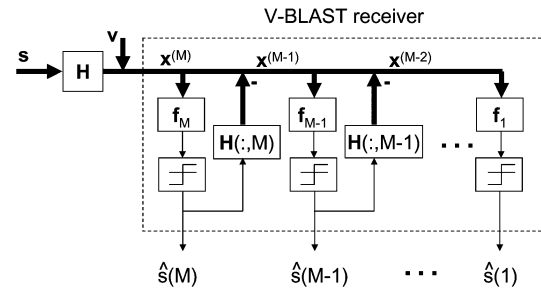 V-BLAST receiver
s
H
v
x(M)
x(M-1)
x(M-2)
-
-
fM
H(:,M)
fM-1
H(:,M-1)
...
f1
ŝ(M)
ŝ(M-1)
...
ŝ(1)